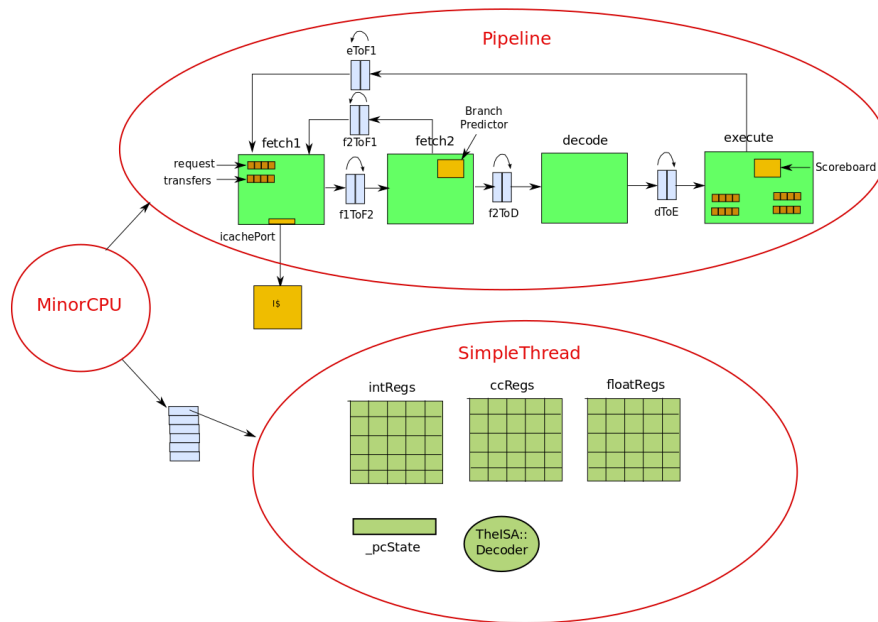 Pipeline
eToF1
Branch
Predictor
f2ToF1
fetch1
fetch2
decode
execute
request
transfers
Scoreboard
f1ToF2
f2ToD
dToE
icachePort
I$
MinorCPU
SimpleThread
intRegs
ccRegs
floatRegs
_pcState
TheISA::
Decoder